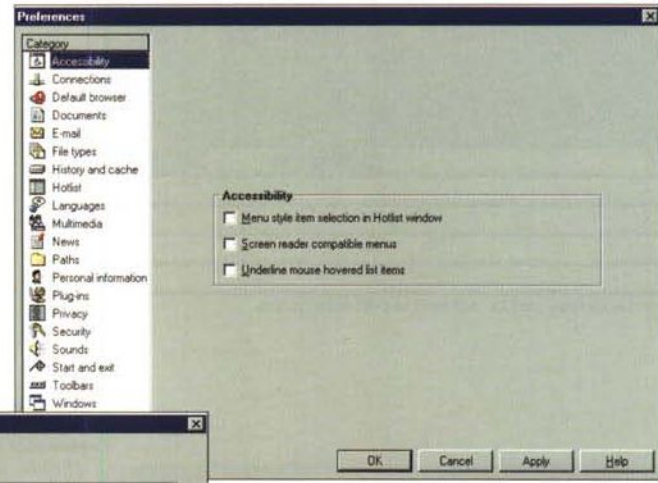 Preferences
Category
Accessibility
Connections
Default browser
Documents
E-mail
File types
History and cache
Hotlist
Languages
Multimedia
News
Paths
Personal information
Plug-ins
Privacy
Security
Sounds
Start and exit
Toolbars
Windows
Accessibility
Menu style item selection in Hotlist window
Screen reader compatible menus
Underline mouse hovered list items
OK
Cancel
Apply
Help